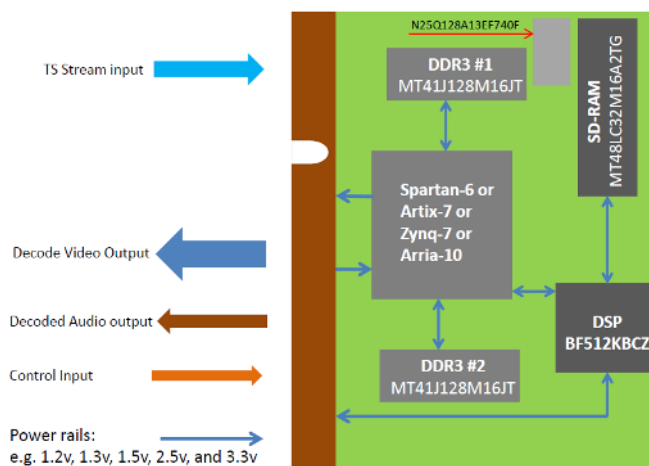 N25Q128A13EF740F
TS Stream input
DDR3 #1
MT41J128M16JT
SD-RAM
MT48LC32M16A2TG
Spartan-6 or
Artix-7 or
Zynq-7 or
Arria-10
Decode Video Output
Decoded Audio output
DSP
BF512KBCZ
Control Input
DDR3 #2
MT41J128M16JT
Power rails:
e.g. 1.2v, 1.3v, 1.5v, 2.5v, and 3.3v